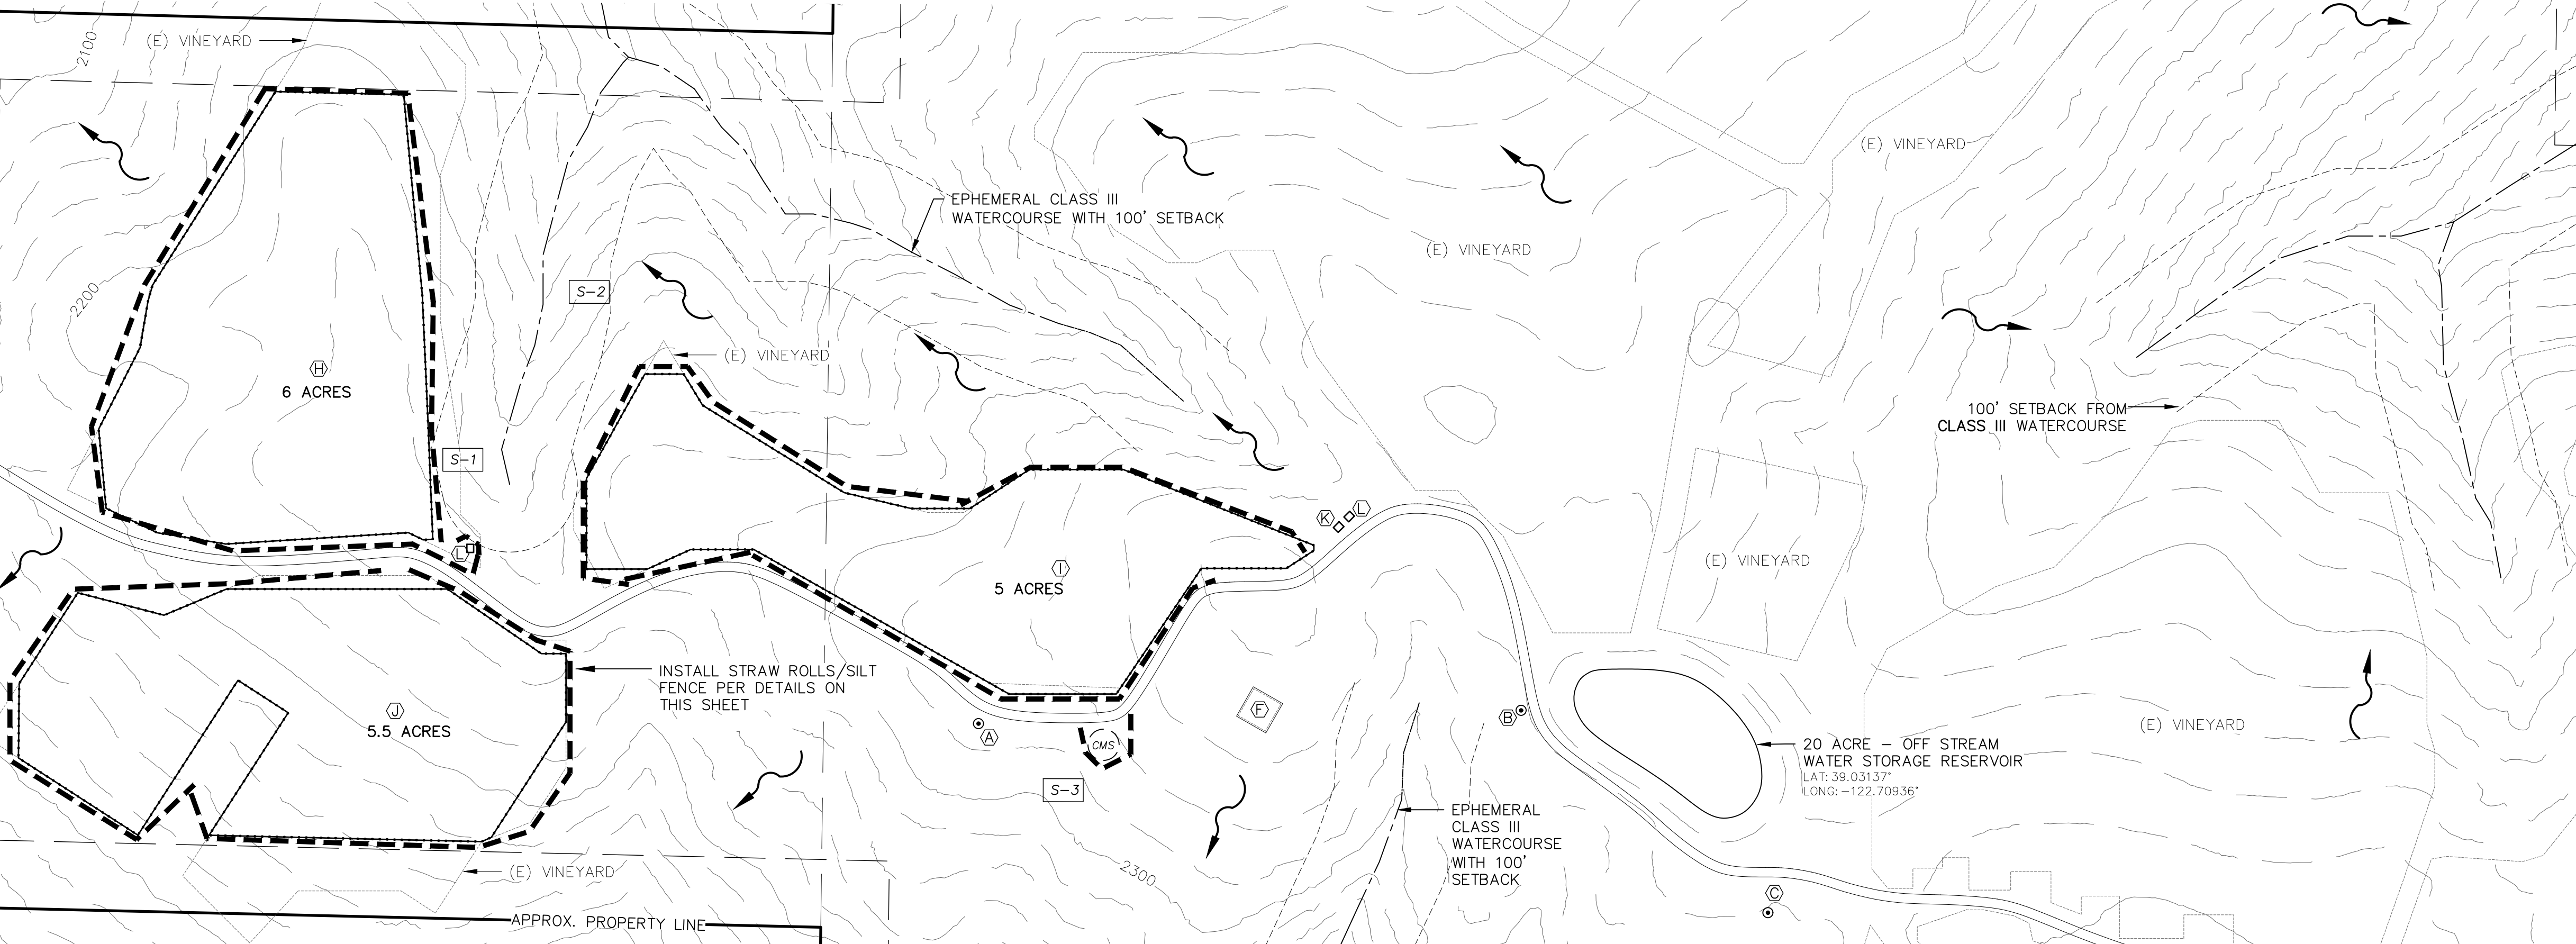 2100
(E) VINEYARD
(E) VINEYARD
EPHEMERAL CLASS III
WATERCOURSE WITH 100' SETBACK
(E) VINEYARD
2200
S-2
(E) VINEYARD
H
6 ACRES
100' SETBACK FROM
CLASS III WATERCOURSE
S-1
L
K
L
I
5 ACRES
(E) VINEYARD
INSTALL STRAW ROLLS/SILT
FENCE PER DETAILS ON
THIS SHEET
J
5.5 ACRES
A
CMS
F
B
(E) VINEYARD
20 ACRE – OFF STREAM
WATER STORAGE RESERVOIR
LAT: 39.03137°
LONG: –122.70936°
S-3
EPHEMERAL
CLASS III
WATERCOURSE
WITH 100'
SETBACK
2300
(E) VINEYARD
C
APPROX. PROPERTY LINE